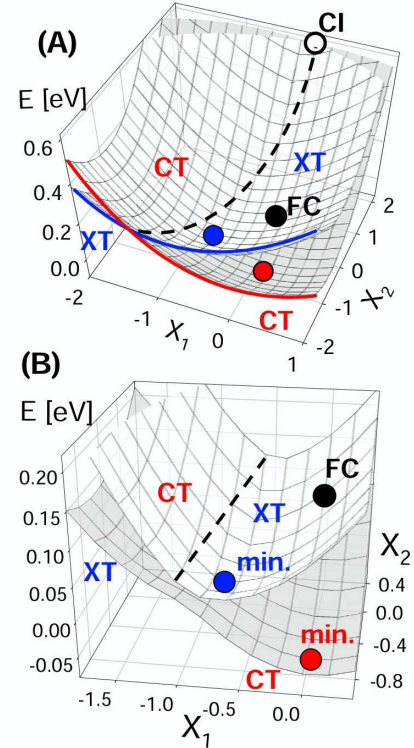 (A)
CI
E [eV]
0.6
0.4
0.2
0.0
CT
XT
FC
XT
CT
-2
-1
0
1
X1
2
1
0
-1
-2
X2
(B)
E [eV]
0.20
0.15
0.10
0.05
0.00
-0.05
CT
XT
FC
XT
min.
min.
CT
X2
0.4
0.0
-0.4
-0.8
-1.5
-1.0
-0.5
0.0
X1